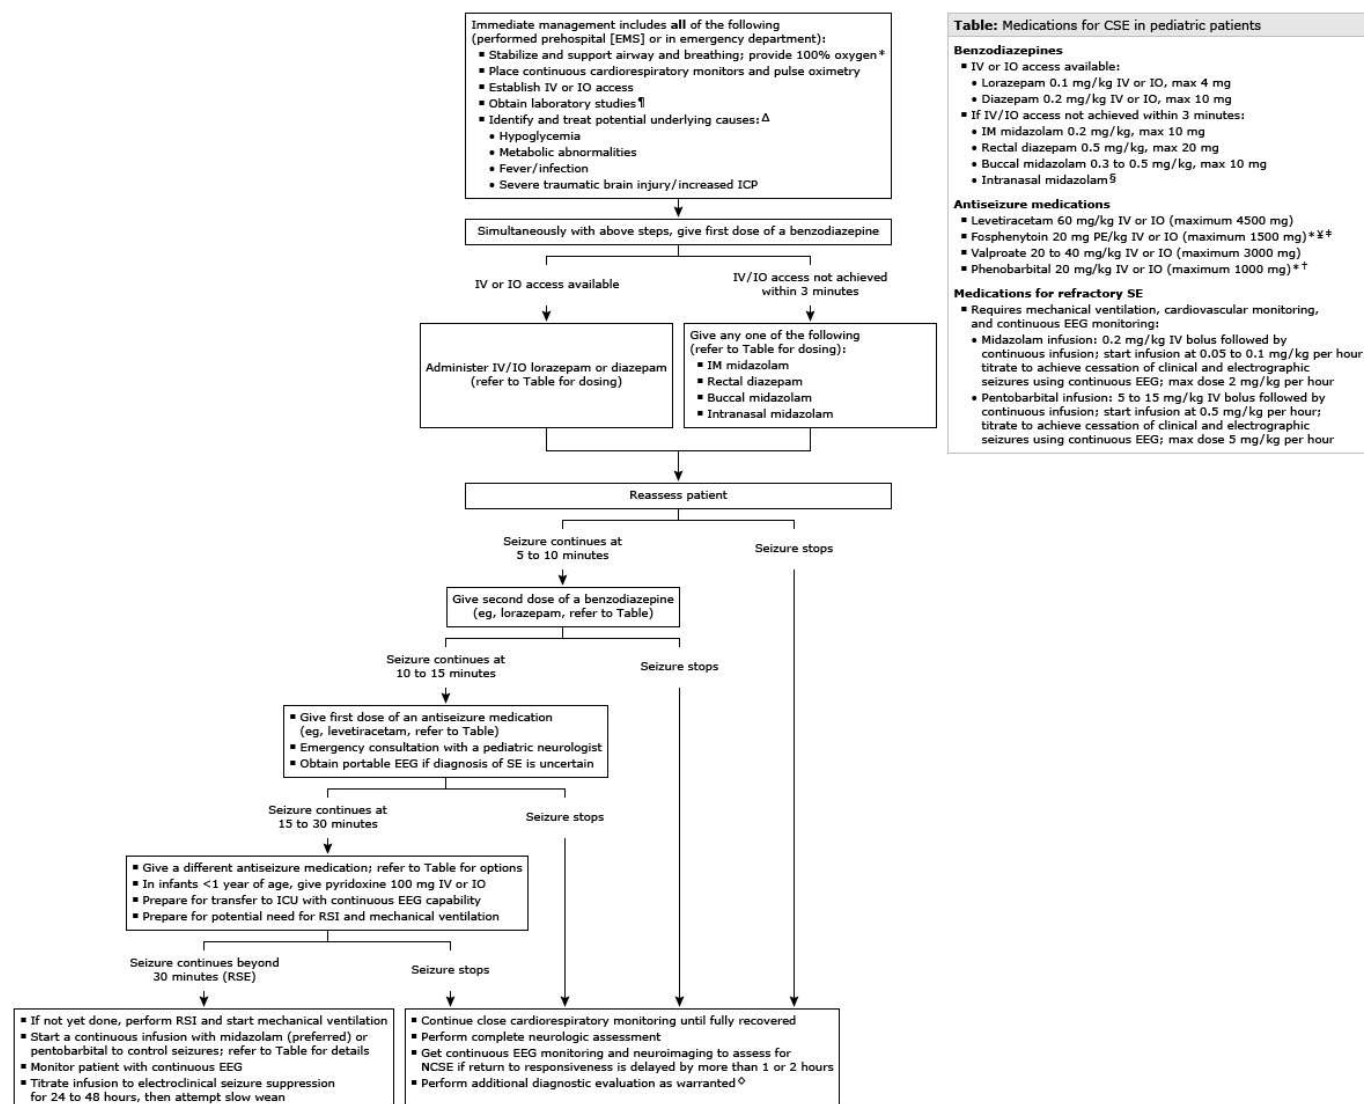 Immediate management includes all of the following
(performed prehospital [EMS] or in emergency department):
▪ Stabilize and support airway and breathing; provide 100% oxygen*
▪ Place continuous cardiorespiratory monitors and pulse oximetry
▪ Establish IV or IO access
▪ Obtain laboratory studies¶
▪ Identify and treat potential underlying causes:Δ
• Hypoglycemia
• Metabolic abnormalities
• Fever/infection
• Severe traumatic brain injury/increased ICP
Simultaneously with above steps, give first dose of a benzodiazepine
IV or IO access available
IV/IO access not achieved
within 3 minutes
Administer IV/IO lorazepam or diazepam
(refer to Table for dosing)
Give any one of the following
(refer to Table for dosing):
▪ IM midazolam
▪ Rectal diazepam
▪ Buccal midazolam
▪ Intranasal midazolam
Reassess patient
Seizure continues at
5 to 10 minutes
Seizure stops
Give second dose of a benzodiazepine
(eg, lorazepam, refer to Table)
Seizure continues at
10 to 15 minutes
Seizure stops
▪ Give first dose of an antiseizure medication
(eg, levetiracetam, refer to Table)
▪ Emergency consultation with a pediatric neurologist
▪ Obtain portable EEG if diagnosis of SE is uncertain
Seizure continues at
15 to 30 minutes
Seizure stops
▪ Give a different antiseizure medication; refer to Table for options
▪ In infants <1 year of age, give pyridoxine 100 mg IV or IO
▪ Prepare for transfer to ICU with continuous EEG capability
▪ Prepare for potential need for RSI and mechanical ventilation
Seizure continues beyond
30 minutes (RSE)
Seizure stops
▪ If not yet done, perform RSI and start mechanical ventilation
▪ Start a continuous infusion with midazolam (preferred) or
pentobarbital to control seizures; refer to Table for details
▪ Monitor patient with continuous EEG
▪ Titrate infusion to electroclinical seizure suppression
for 24 to 48 hours, then attempt slow wean
▪ Continue close cardiorespiratory monitoring until fully recovered
▪ Perform complete neurologic assessment
▪ Get continuous EEG monitoring and neuroimaging to assess for
NCSE if return to responsiveness is delayed by more than 1 or 2 hours
▪ Perform additional diagnostic evaluation as warranted◊
Table: Medications for CSE in pediatric patients
Benzodiazepines
▪ IV or IO access available:
• Lorazepam 0.1 mg/kg IV or IO, max 4 mg
• Diazepam 0.2 mg/kg IV or IO, max 10 mg
▪ If IV/IO access not achieved within 3 minutes:
• IM midazolam 0.2 mg/kg, max 10 mg
• Rectal diazepam 0.5 mg/kg, max 20 mg
• Buccal midazolam 0.3 to 0.5 mg/kg, max 10 mg
• Intranasal midazolam§
Antiseizure medications
▪ Levetiracetam 60 mg/kg IV or IO (maximum 4500 mg)
▪ Fosphenytoin 20 mg PE/kg IV or IO (maximum 1500 mg)*¥‡
▪ Valproate 20 to 40 mg/kg IV or IO (maximum 3000 mg)
▪ Phenobarbital 20 mg/kg IV or IO (maximum 1000 mg)*†
Medications for refractory SE
▪ Requires mechanical ventilation, cardiovascular monitoring,
and continuous EEG monitoring:
• Midazolam infusion: 0.2 mg/kg IV bolus followed by
continuous infusion; start infusion at 0.05 to 0.1 mg/kg per hour
titrate to achieve cessation of clinical and electrographic
seizures using continuous EEG; max dose 2 mg/kg per hour
• Pentobarbital infusion: 5 to 15 mg/kg IV bolus followed by
continuous infusion; start infusion at 0.5 mg/kg per hour;
titrate to achieve cessation of clinical and electrographic
seizures using continuous EEG; max dose 5 mg/kg per hour